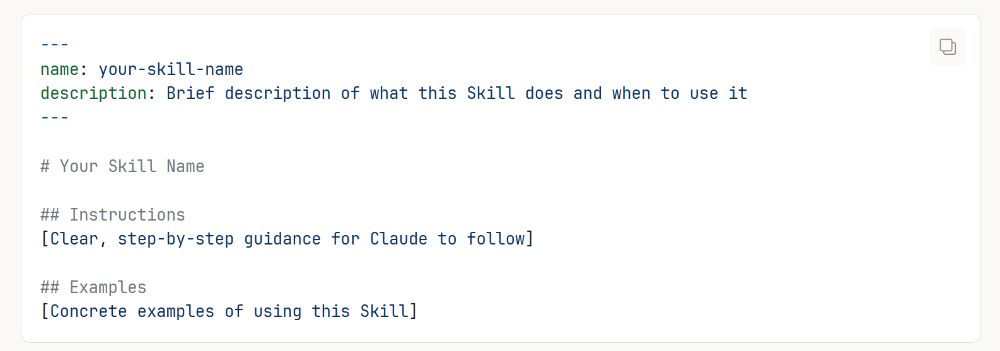 ---
name: your-skill-name
description: Brief description of what this Skill does and when to use it
---
# Your Skill Name
## Instructions
[Clear, step-by-step guidance for Claude to follow]
## Examples
[Concrete examples of using this Skill]